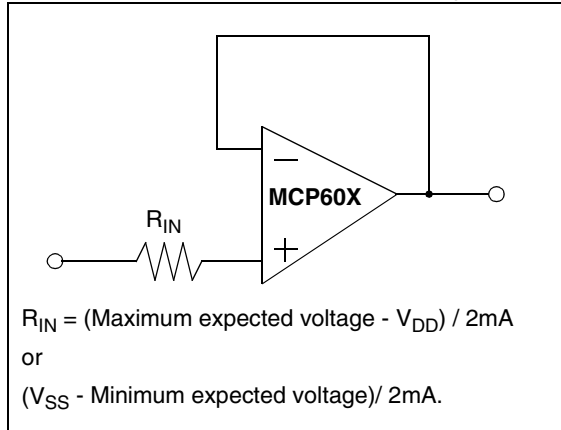 MCP60X
R_IN
−
+
R_IN = (Maximum expected voltage - V_DD) / 2mA
or
(V_SS - Minimum expected voltage)/ 2mA.